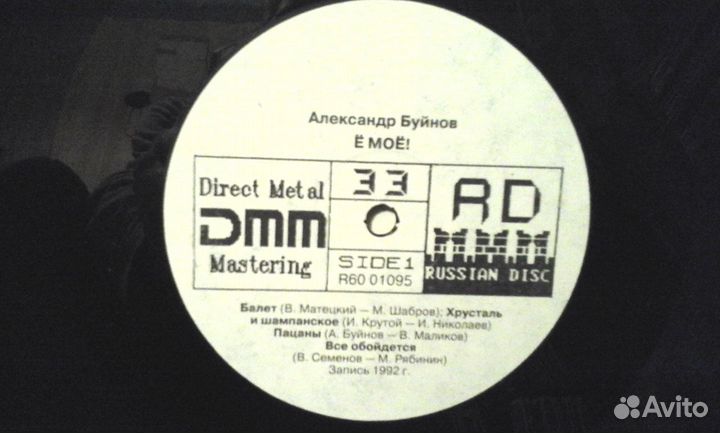 Александр Буйнов
Ё МОЁ!
Direct Metal
DMM
Mastering
33
SIDE 1
R60 01095
RD
RUSSIAN DISC
Балет (В. Матецкий — М. Шабров); Хрусталь
и шампанское (И. Крутой — И. Николаев)
Пацаны (А. Буйнов — В. Маликов)
Все обойдется
(В. Семенов — М. Рябинин)
Запись 1992 г.
Avito